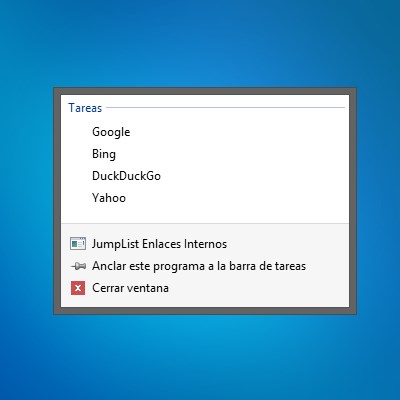 Tareas
Google
Bing
DuckDuckGo
Yahoo
JumpList Enlaces Internos
Anclar este programa a la barra de tareas
Cerrar ventana